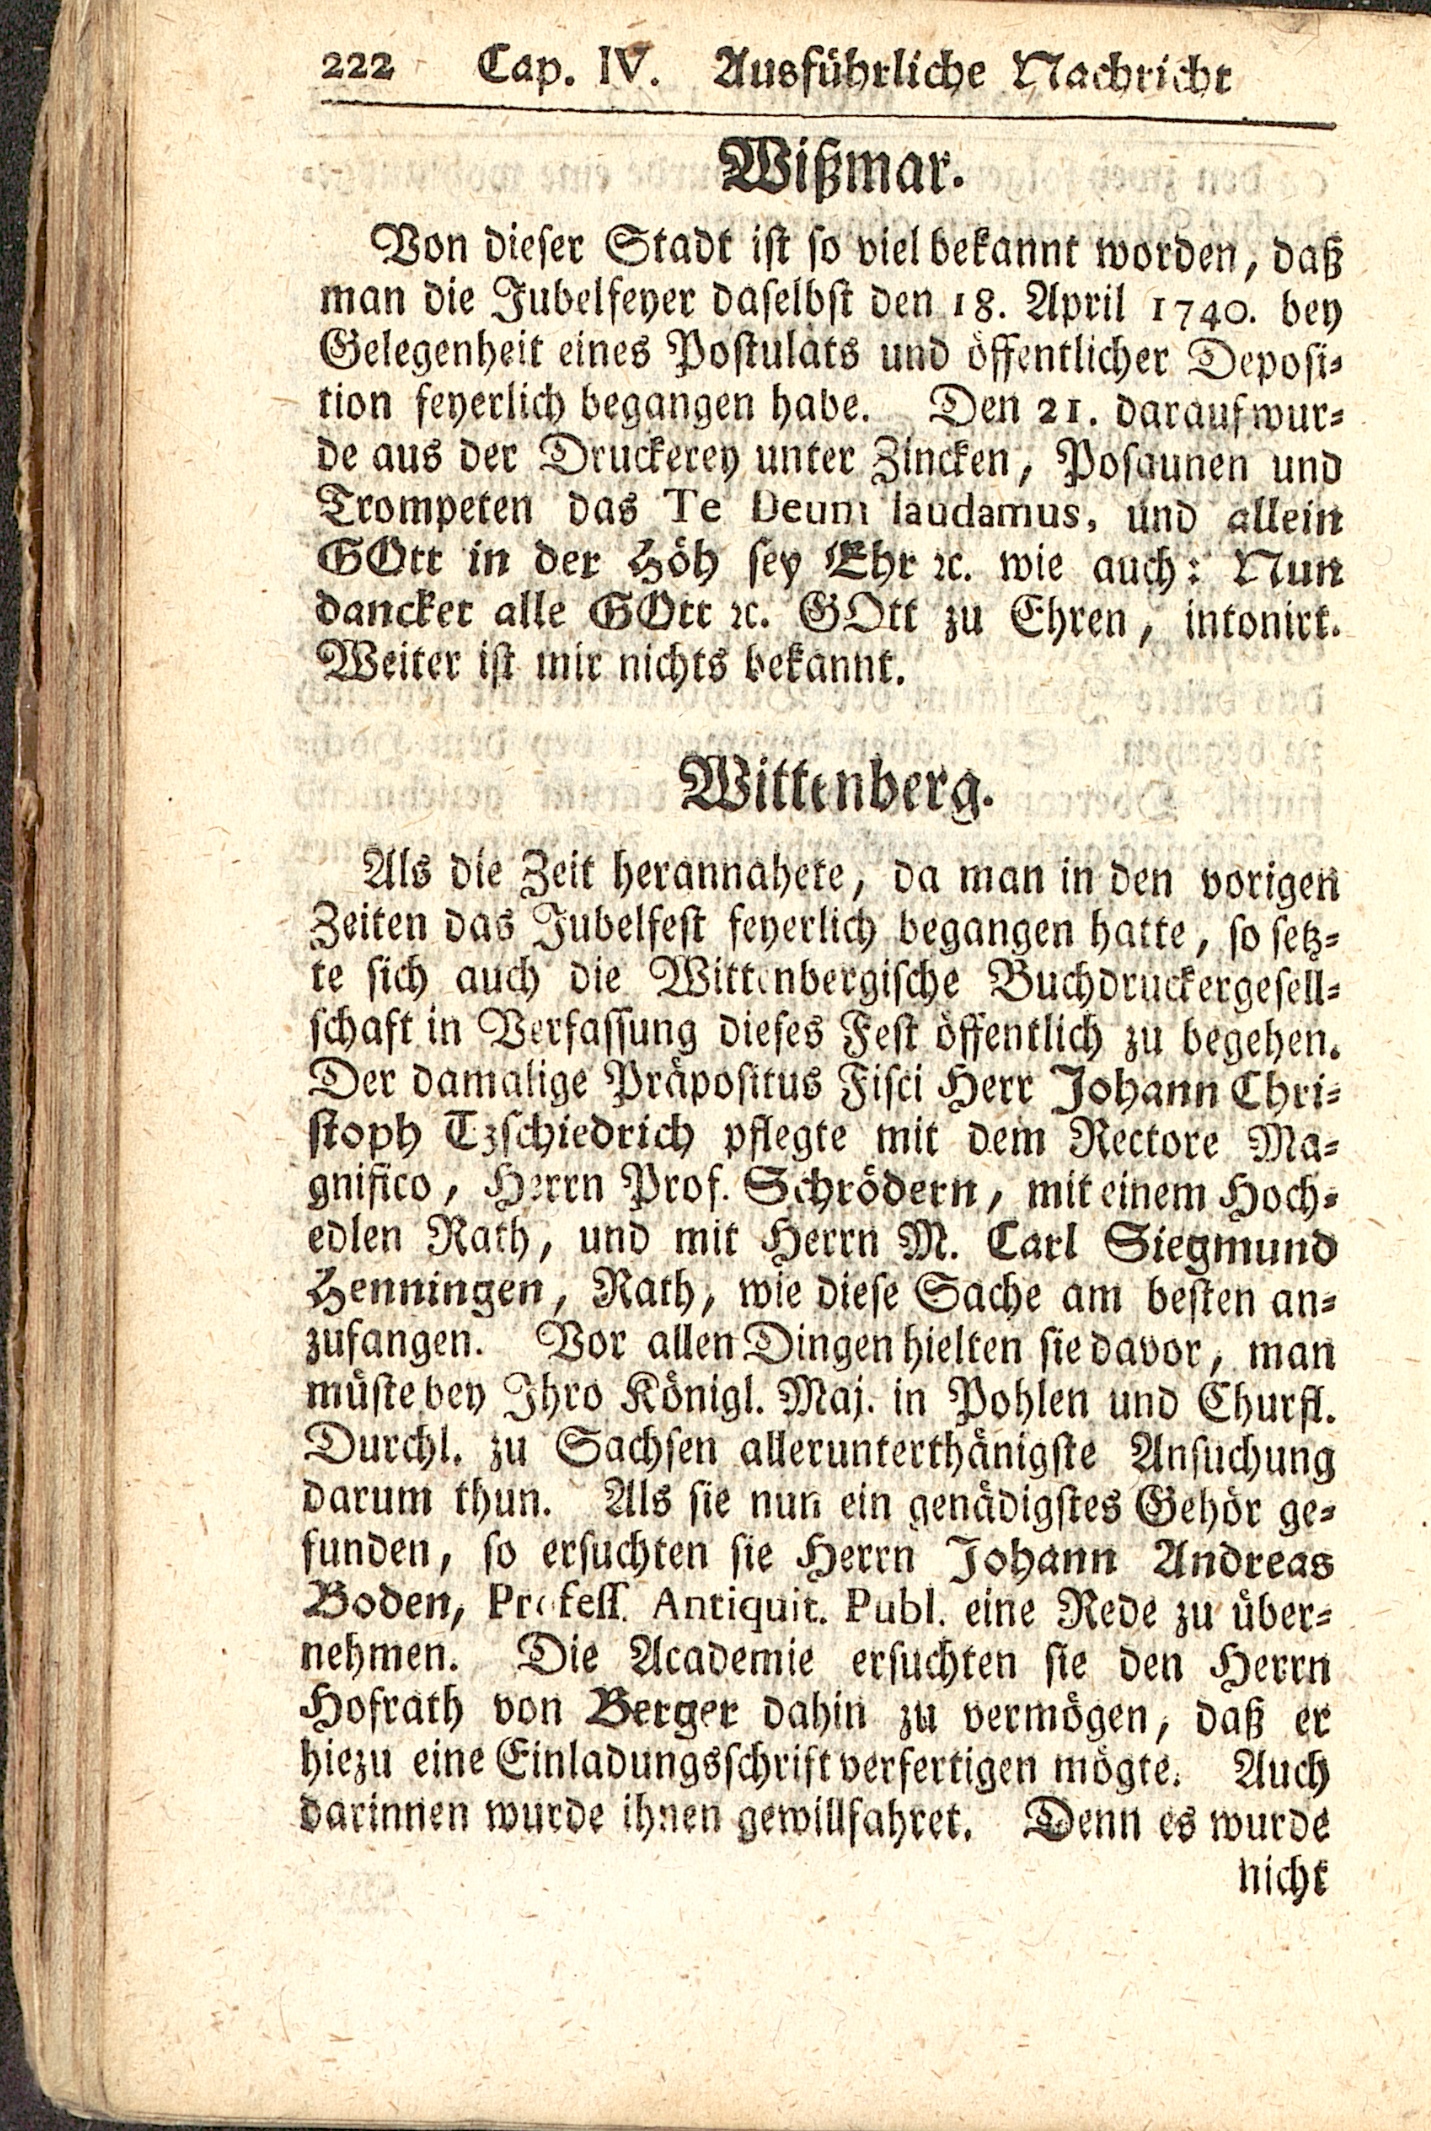 222 Cap. IV. Ausführliche Nachricht
Wißmar.
Von dieser Stadt ist so viel bekannt worden, daß
man die Jubelfeyer daselbst den 18. April 1740. bey
Gelegenheit eines Postulats und öffentlicher Deposi-
tion feyerlich begangen habe. Den 21. darauf wur-
de aus der Druckerey unter Zincken, Posaunen und
Trompeten das Te Deum laudamus, und allein
GOtt in der Höh sey Ehr ꝛc. wie auch: Nun
dancket alle GOtt ꝛc. GOtt zu Ehren, intonirt.
Weiter ist mir nichts bekannt.
Wittenberg.
Als die Zeit herannahete, da man in den vorigen
Zeiten das Jubelfest feyerlich begangen hatte, so setz-
te sich auch die Wittenbergische Buchdruckergesell-
schaft in Verfassung dieses Fest öffentlich zu begehen.
Der damalige Präpositus Fisci Herr Johann Chri-
stoph Tzschiedrich pflegte mit dem Rectore Ma-
gnifico, Herrn Prof. Schrödern, mit einem Hoch-
edlen Rath, und mit Herrn M. Carl Siegmund
Henningen, Rath, wie diese Sache am besten an-
zufangen. Vor allen Dingen hielten sie davor, man
müste bey Ihro Königl. Maj. in Pohlen und Churfl.
Durchl. zu Sachsen allerunterthänigste Ansuchung
darum thun. Als sie nun ein genädigstes Gehör ge-
funden, so ersuchten sie Herrn Johann Andreas
Boden, Profess. Antiquit. Publ. eine Rede zu über-
nehmen. Die Academie ersuchten sie den Herrn
Hofrath von Berger dahin zu vermögen, daß er
hiezu eine Einladungsschrift verfertigen mögte. Auch
darinnen wurde ihnen gewillfahret. Denn es wurde
nicht